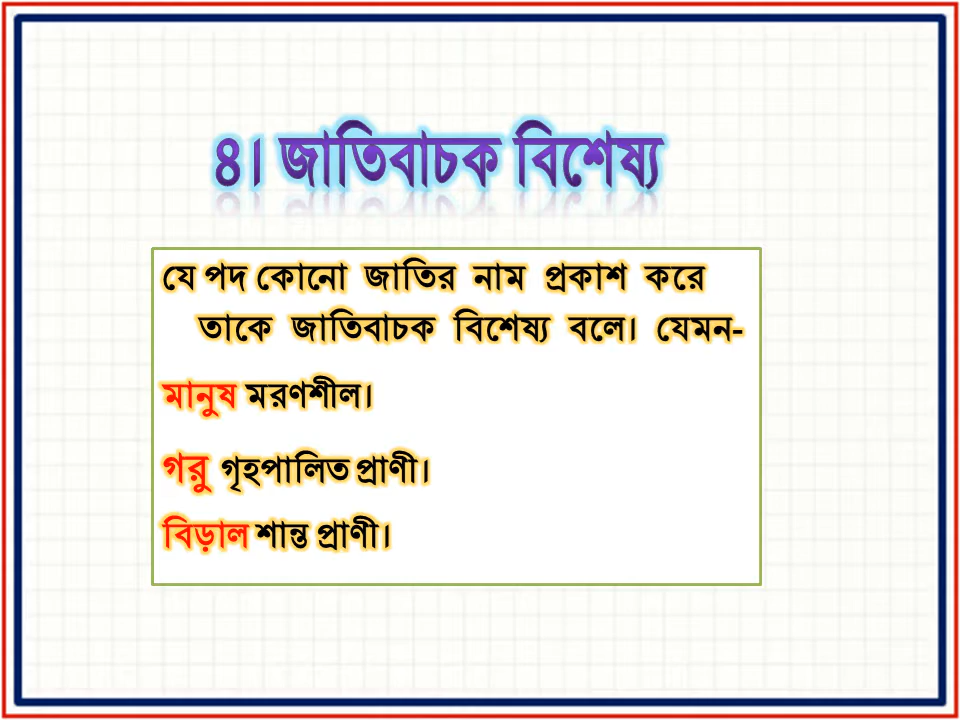 ৪। জাতিবাচক বিশেষ্য
যে পদ কোনো জাতির নাম প্রকাশ করে
তাকে জাতিবাচক বিশেষ্য বলে। যেমন-
মানুষ মরণশীল।
গরু গৃহপালিত প্রাণী।
বিড়াল শান্ত প্রাণী।